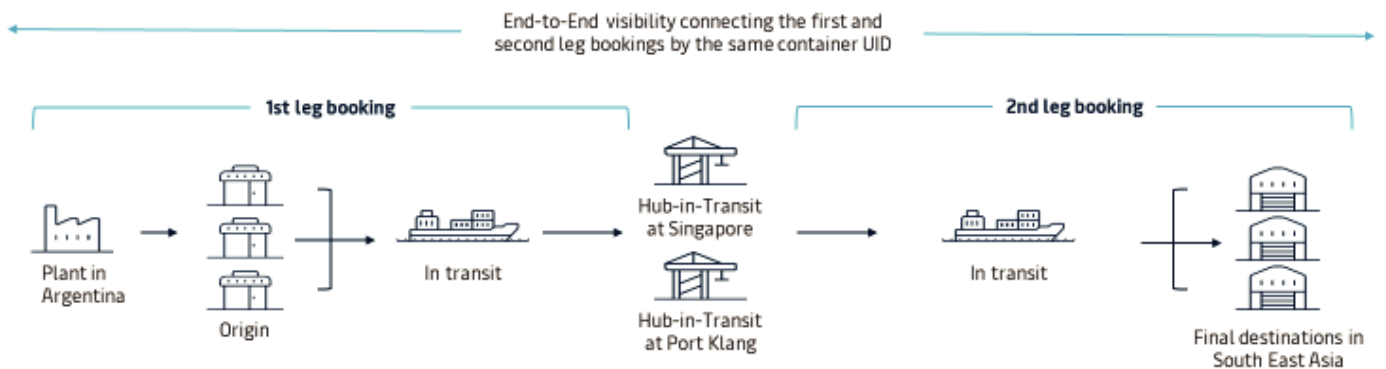 End-to-End visibility connecting the first and
second leg bookings by the same container UID
1st leg booking
2nd leg booking
Plant in
Argentina
Origin
In transit
Hub-in-Transit
at Singapore
Hub-in-Transit
at Port Klang
In transit
Final destinations in
South East Asia